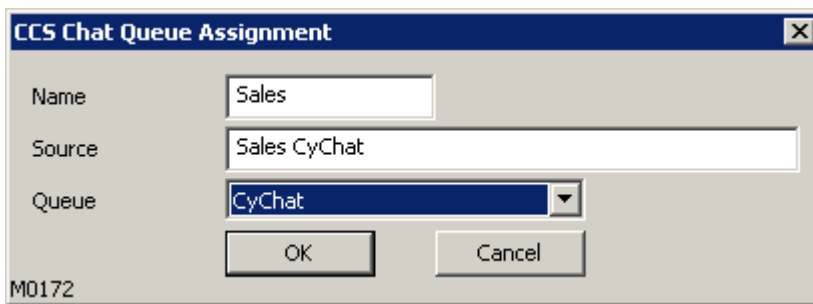 CCS Chat Queue Assignment
Name Sales
Source Sales CyChat
Queue CyChat
OK Cancel
M0172